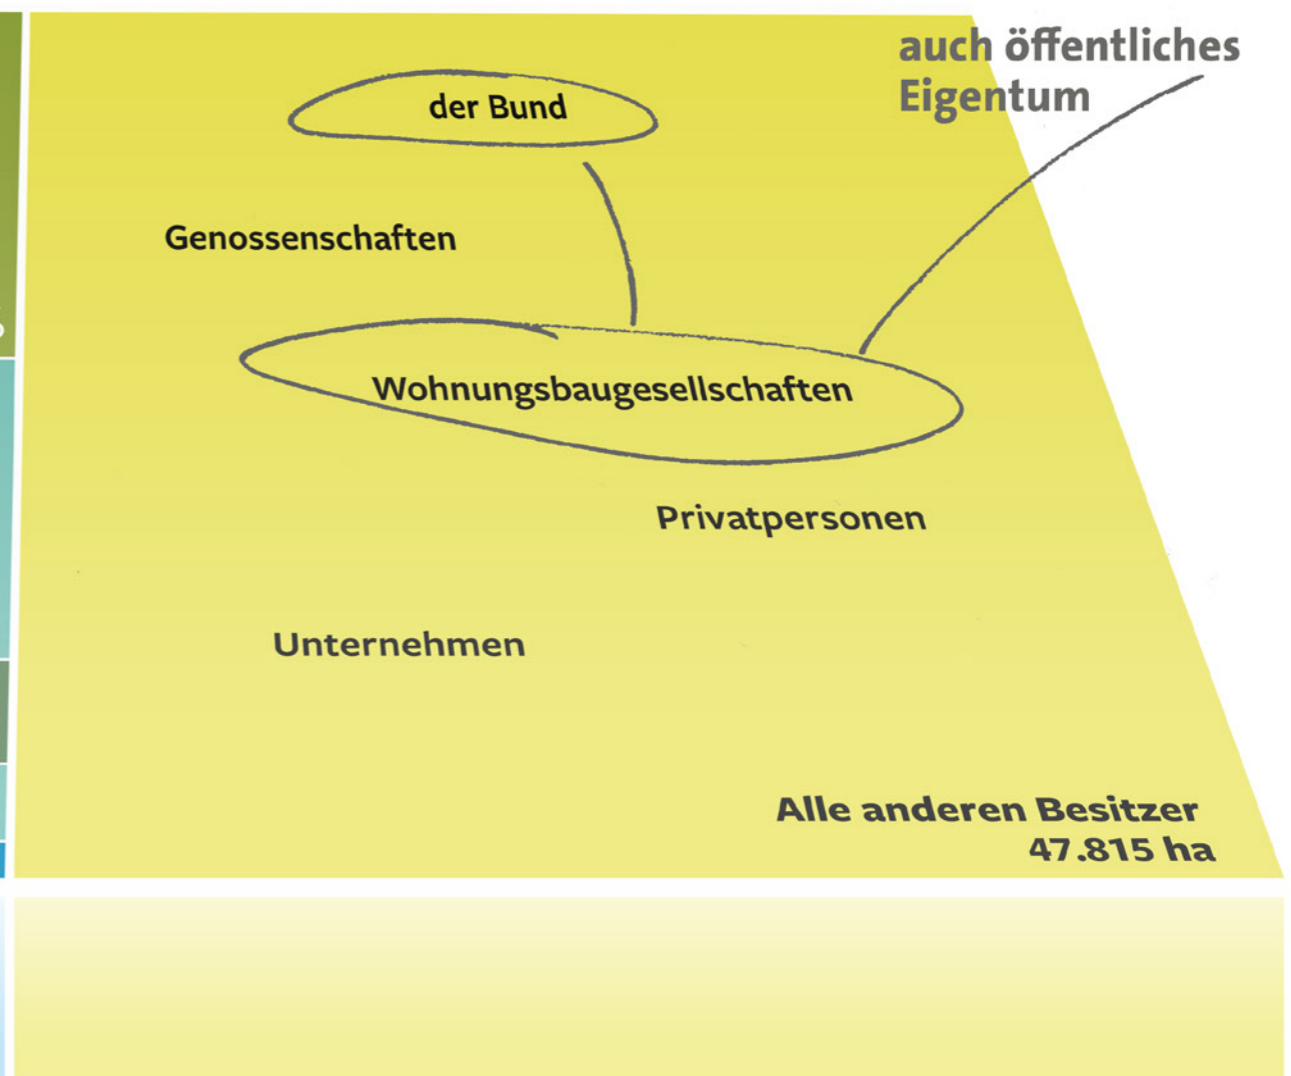 auch öffentliches
Eigentum
der Bund
Genossenschaften
Wohnungsbaugesellschaften
Privatpersonen
Unternehmen
Alle anderen Besitzer
47.815 ha